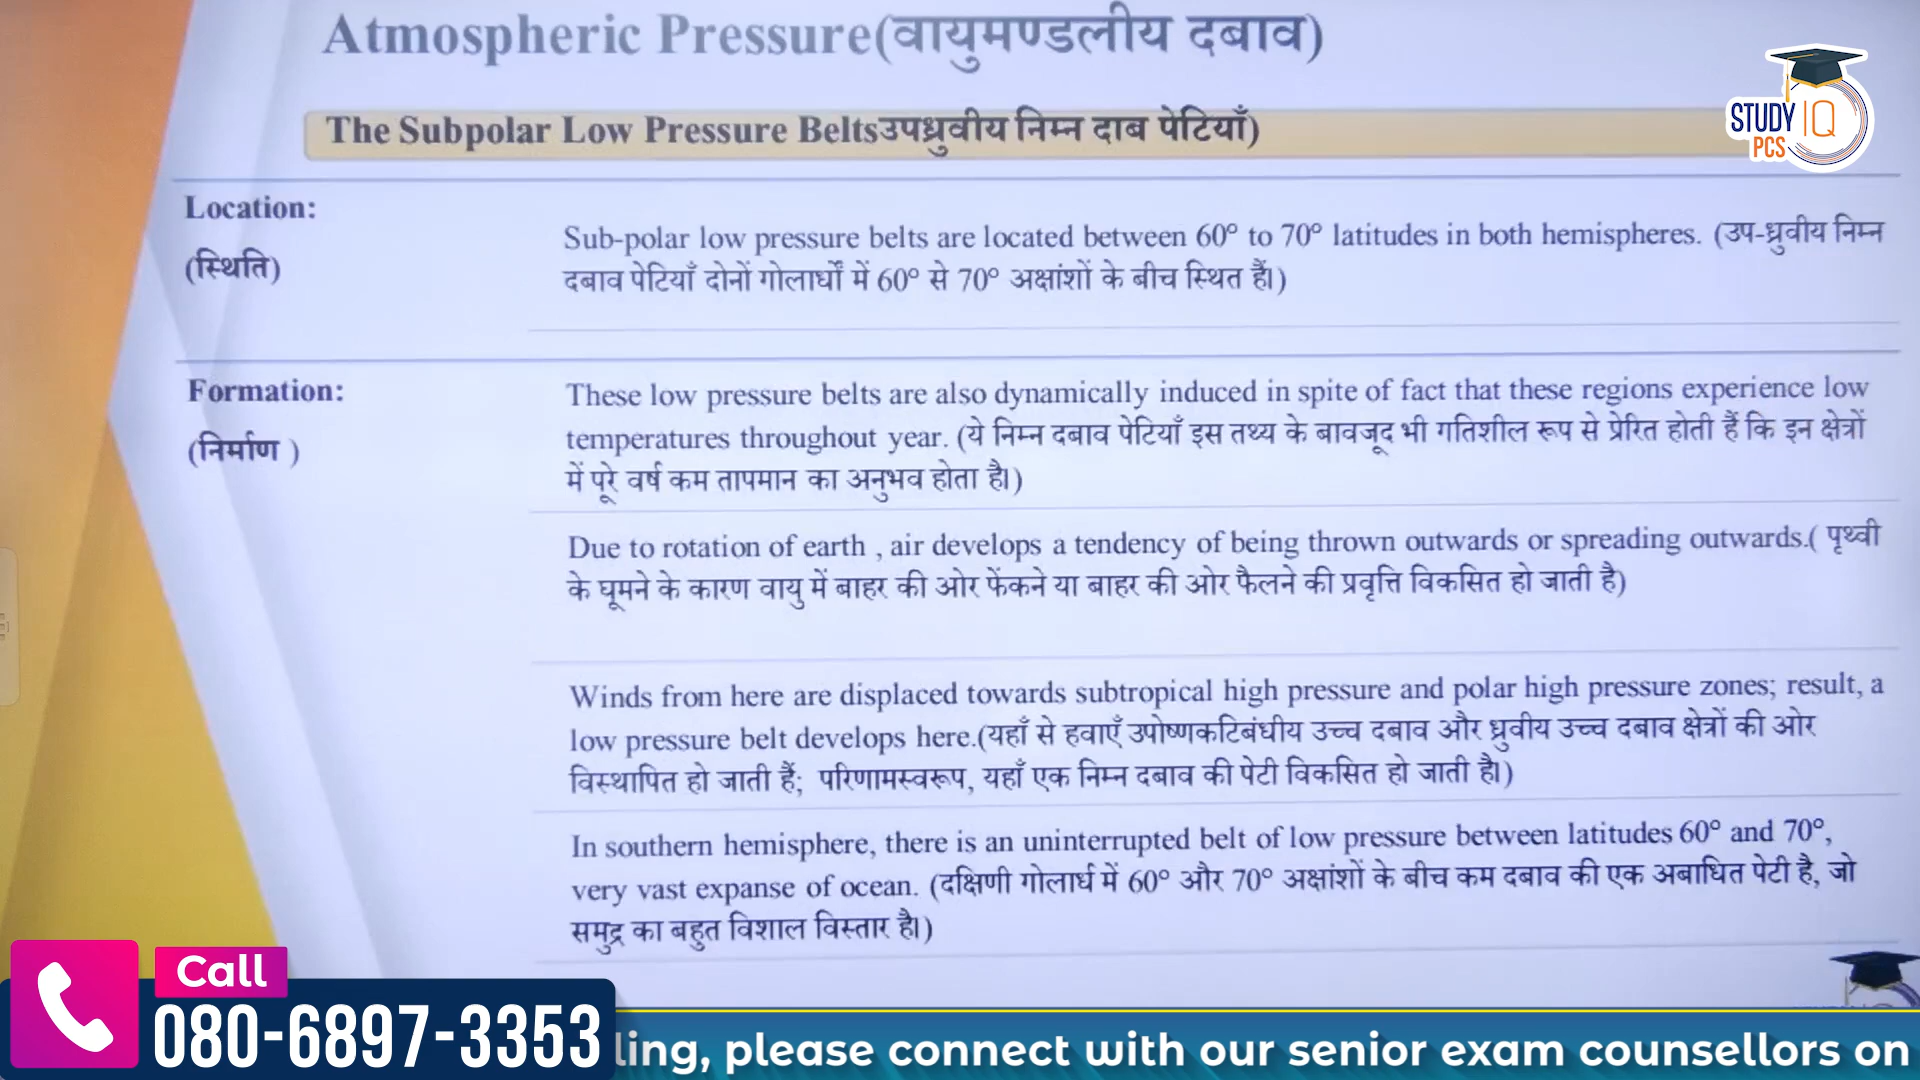 Atmospheric Pressure(वायुमण्डलीय दबाव)
STUDY IQ
PCS
The Subpolar Low Pressure Beltsउपध्रुवीय निम्न दाब पेटियाँ)
Location:
(स्थिति)
Sub-polar low pressure belts are located between 60° to 70° latitudes in both hemispheres. (उप-ध्रुवीय निम्न
दबाव पेटियाँ दोनों गोलार्धों में 60° से 70° अक्षांशों के बीच स्थित हैं।)
Formation:
(निर्माण )
These low pressure belts are also dynamically induced in spite of fact that these regions experience low
temperatures throughout year. (ये निम्न दबाव पेटियाँ इस तथ्य के बावजूद भी गतिशील रूप से प्रेरित होती हैं कि इन क्षेत्रों
में पूरे वर्ष कम तापमान का अनुभव होता है।)
Due to rotation of earth , air develops a tendency of being thrown outwards or spreading outwards.( पृथ्वी
के घूमने के कारण वायु में बाहर की ओर फेंकने या बाहर की ओर फैलने की प्रवृत्ति विकसित हो जाती है)
Winds from here are displaced towards subtropical high pressure and polar high pressure zones; result, a
low pressure belt develops here.(यहाँ से हवाएँ उपोष्णकटिबंधीय उच्च दबाव और ध्रुवीय उच्च दबाव क्षेत्रों की ओर
विस्थापित हो जाती हैं; परिणामस्वरूप, यहाँ एक निम्न दबाव की पेटी विकसित हो जाती है।)
In southern hemisphere, there is an uninterrupted belt of low pressure between latitudes 60° and 70°,
very vast expanse of ocean. (दक्षिणी गोलार्ध में 60° और 70° अक्षांशों के बीच कम दबाव की एक अबाधित पेटी है, जो
समुद्र का बहुत विशाल विस्तार है।)
Call
080-6897-3353
ling, please connect with our senior exam counsellors on